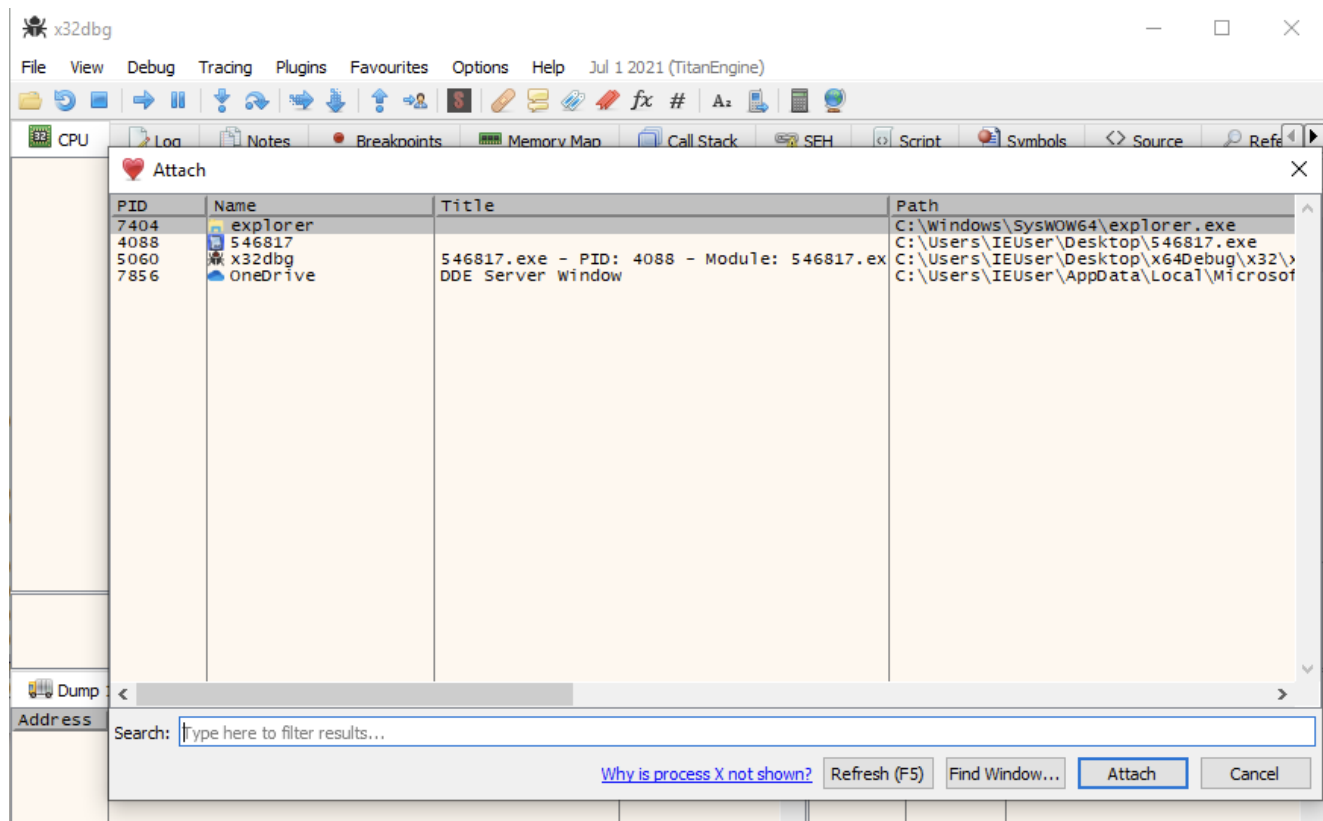 x32dbg
File View Debug Tracing Plugins Favourites Options Help Jul 1 2021 (TitanEngine)
CPU Log Notes Breakpoints Memory Map Call Stack SEH Script Symbols Source Refe
Attach
PID Name Title Path
7404 explorer C:\Windows\SysWOW64\explorer.exe
4088 546817 C:\Users\IEUser\Desktop\546817.exe
5060 x32dbg 546817.exe - PID: 4088 - Module: 546817.ex C:\Users\IEUser\Desktop\x64Debug\x32\x
7856 OneDrive DDE Server Window C:\Users\IEUser\AppData\Local\Microsof
Dump 1
Address
Search: Type here to filter results...
Why is process X not shown? Refresh (F5) Find Window... Attach Cancel